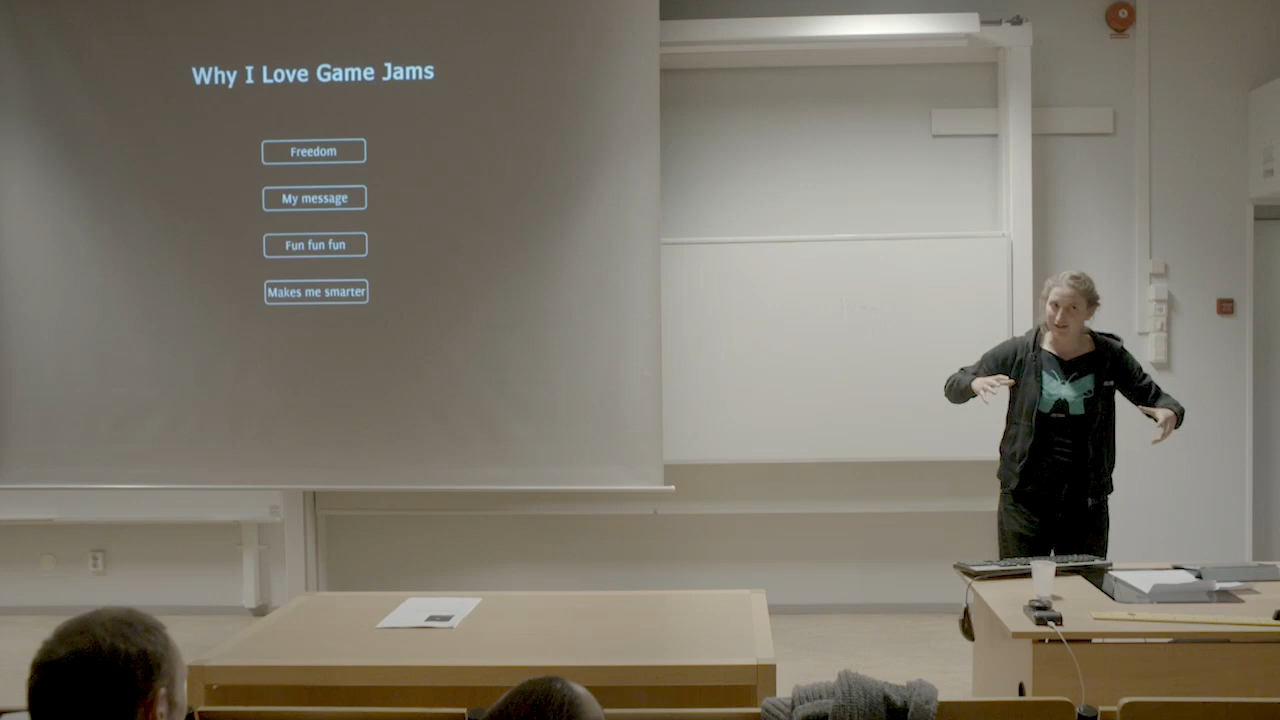 Why I Love Game Jams
Freedom
My message
Fun fun fun
Makes me smarter